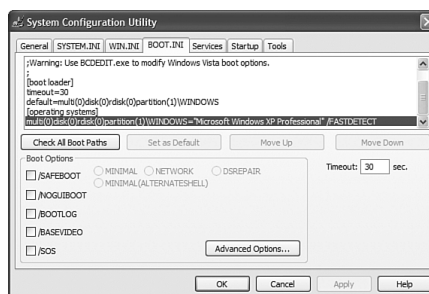 System Configuration Utility
General SYSTEM.INI WIN.INI BOOT.INI Services Startup Tools
;Warning: Use BCDEDIT.exe to modify Windows Vista boot options.
;
[boot loader]
timeout=30
default=multi(0)disk(0)rdisk(0)partition(1)\WINDOWS
[operating systems]
multi(0)disk(0)rdisk(0)partition(1)\WINDOWS="Microsoft Windows XP Professional" /FASTDETECT
Check All Boot Paths Set as Default Move Up Move Down
Boot Options
Timeout: 30 sec.
/SAFEBOOT MINIMAL NETWORK DSREPAIR
MINIMAL(ALTERNATESHELL)
/NOGUIBOOT
/BOOTLOG
/BASEVIDEO
/SOS
Advanced Options...
OK Cancel Apply Help